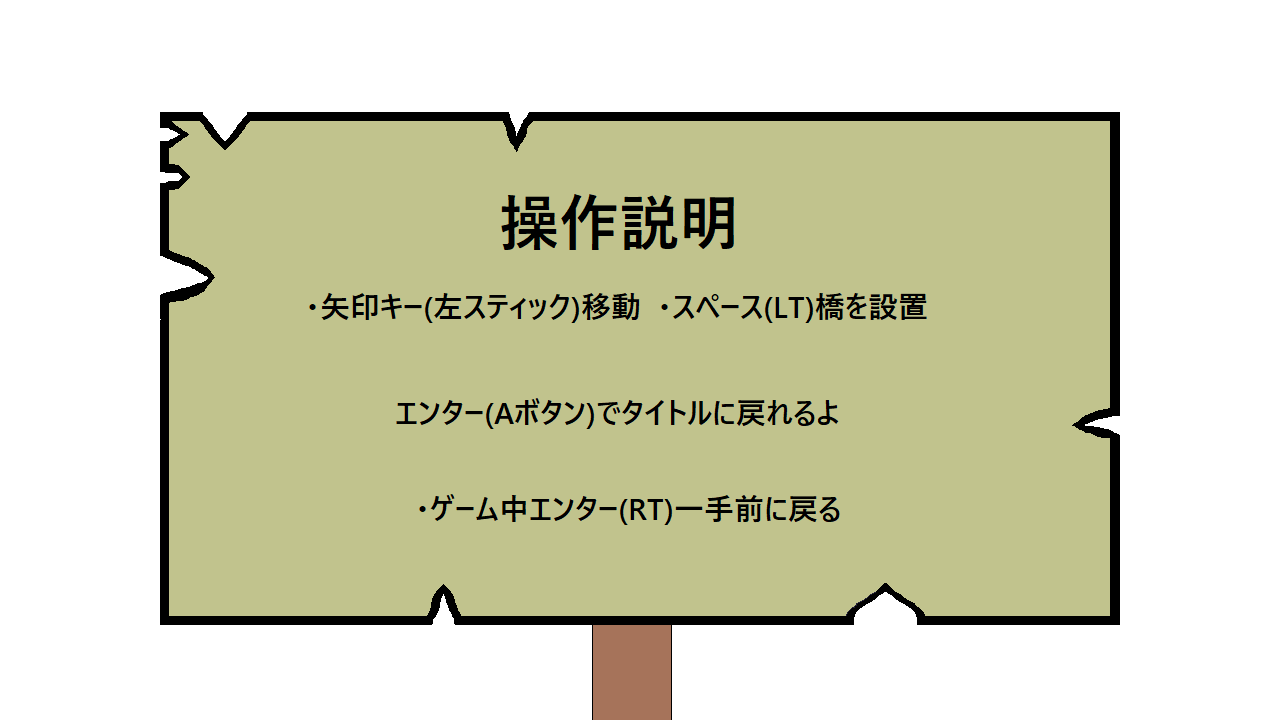 操作説明
・矢印キー(左スティック)移動 ・スペース(LT)橋を設置
エンター(Aボタン)でタイトルに戻れるよ
・ゲーム中エンター(RT)一手前に戻る